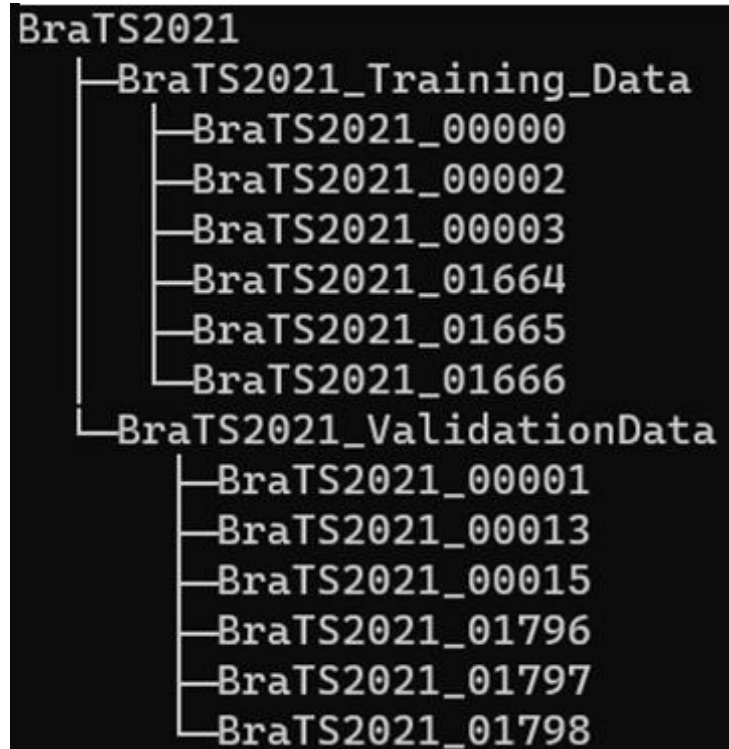 BraTS2021
BraTS2021_Training_Data
BraTS2021_00000
BraTS2021_00002
BraTS2021_00003
BraTS2021_01664
BraTS2021_01665
BraTS2021_01666
BraTS2021_ValidationData
BraTS2021_00001
BraTS2021_00013
BraTS2021_00015
BraTS2021_01796
BraTS2021_01797
BraTS2021_01798